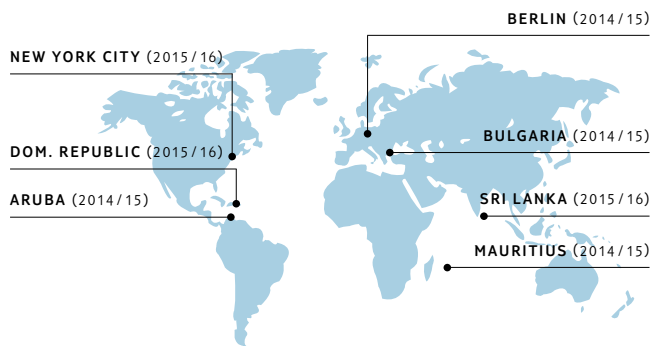 BERLIN (2014/15)
NEW YORK CITY (2015/16)
BULGARIA (2014/15)
DOM. REPUBLIC (2015/16)
ARUBA (2014/15)
SRI LANKA (2015/16)
MAURITIUS (2014/15)